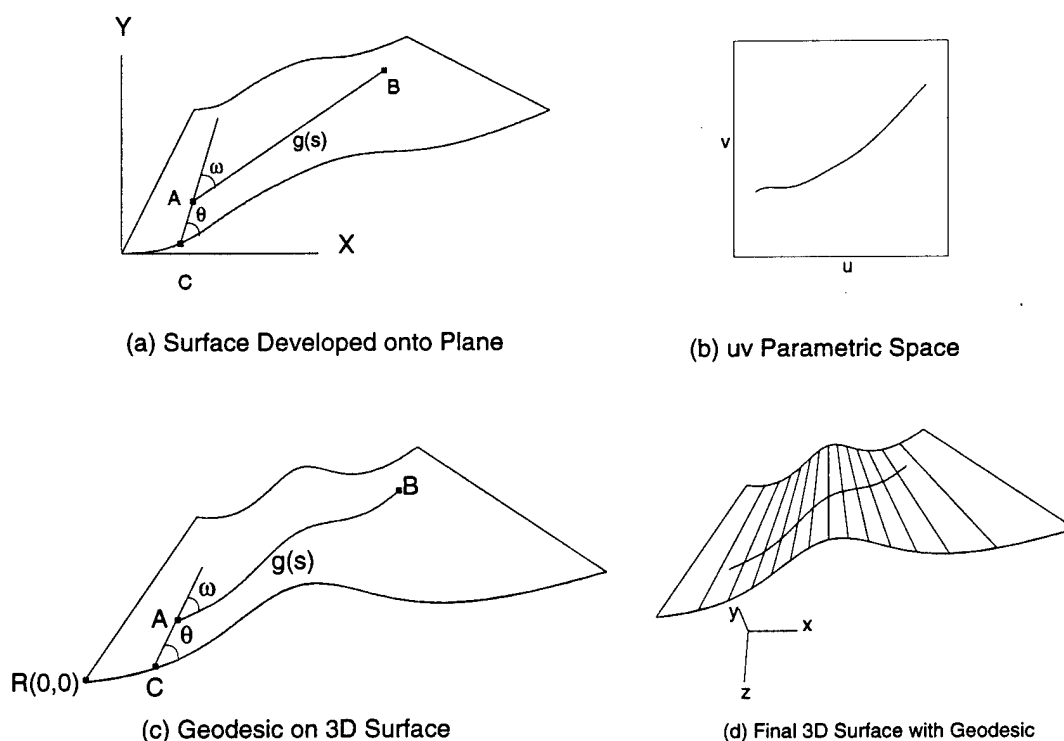 Y
B
g(s)
ω
A
θ
X
C
(a) Surface Developed onto Plane
v
u
(b) uv Parametric Space
B
g(s)
ω
A
θ
R(0,0)
C
(c) Geodesic on 3D Surface
y
x
z
(d) Final 3D Surface with Geodesic